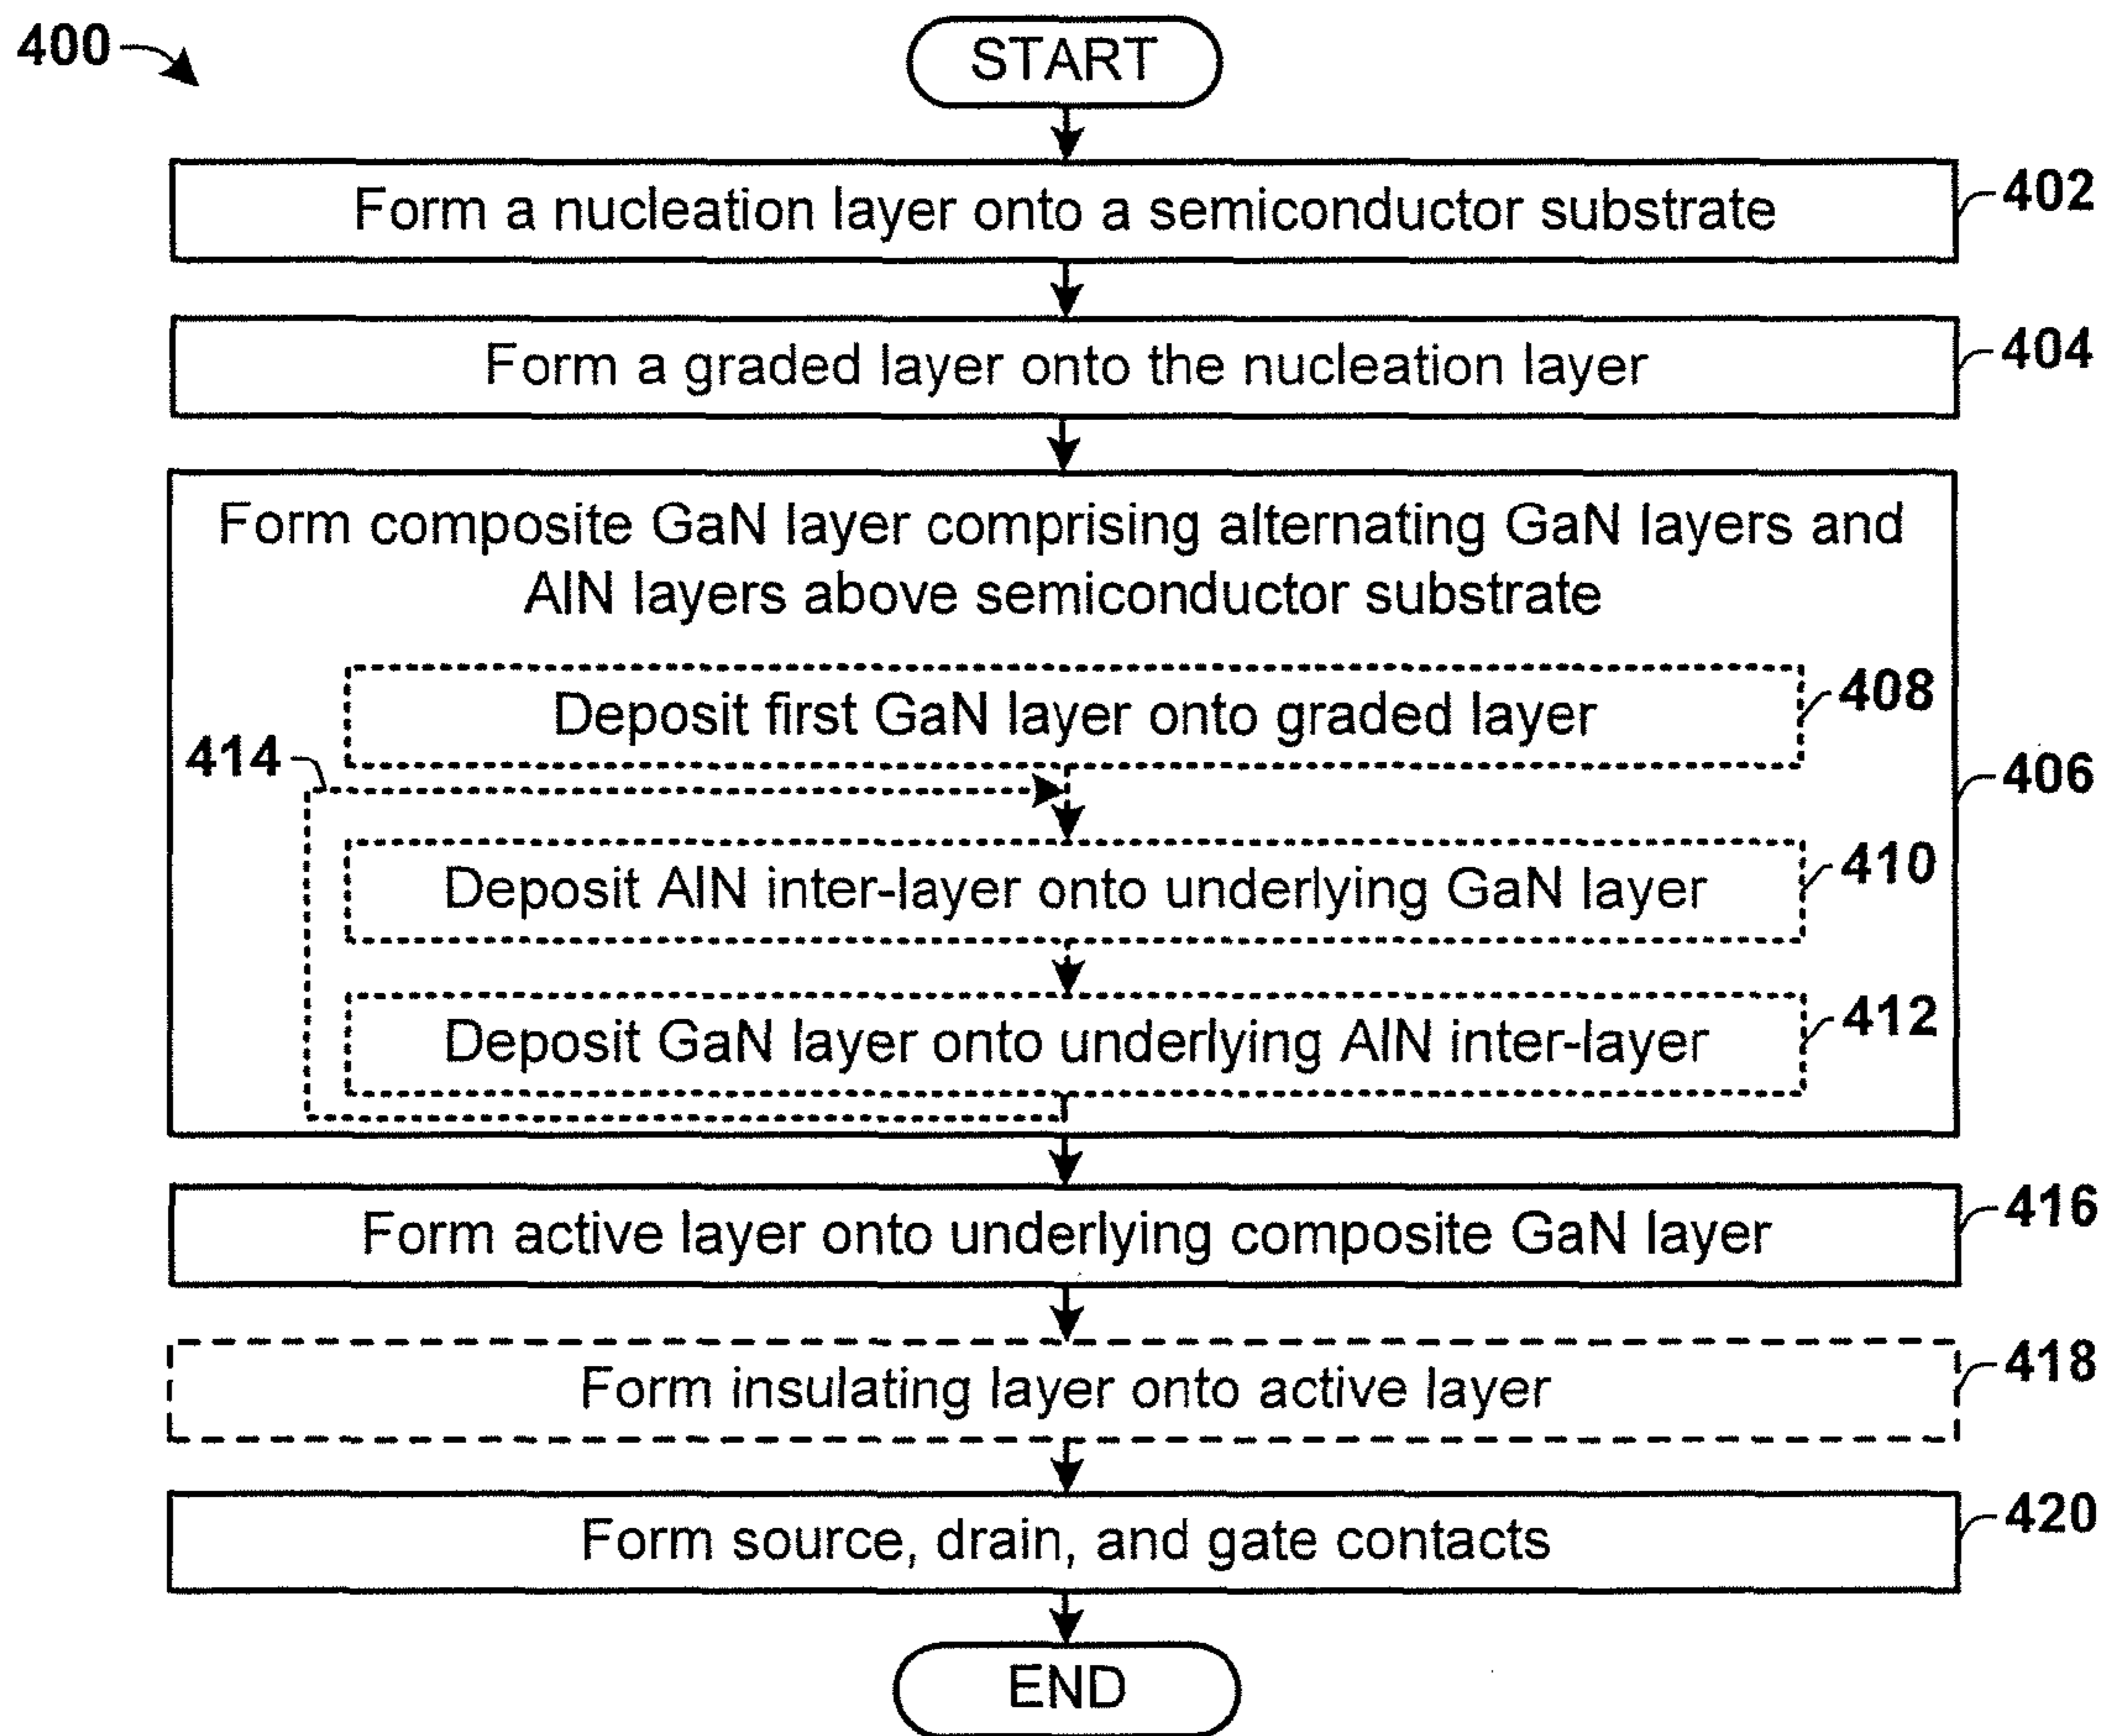 400
START
Form a nucleation layer onto a semiconductor substrate
402
Form a graded layer onto the nucleation layer
404
Form composite GaN layer comprising alternating GaN layers and
AlN layers above semiconductor substrate
Deposit first GaN layer onto graded layer
408
414
406
Deposit AlN inter-layer onto underlying GaN layer
410
Deposit GaN layer onto underlying AlN inter-layer
412
Form active layer onto underlying composite GaN layer
416
Form insulating layer onto active layer
418
Form source, drain, and gate contacts
420
END